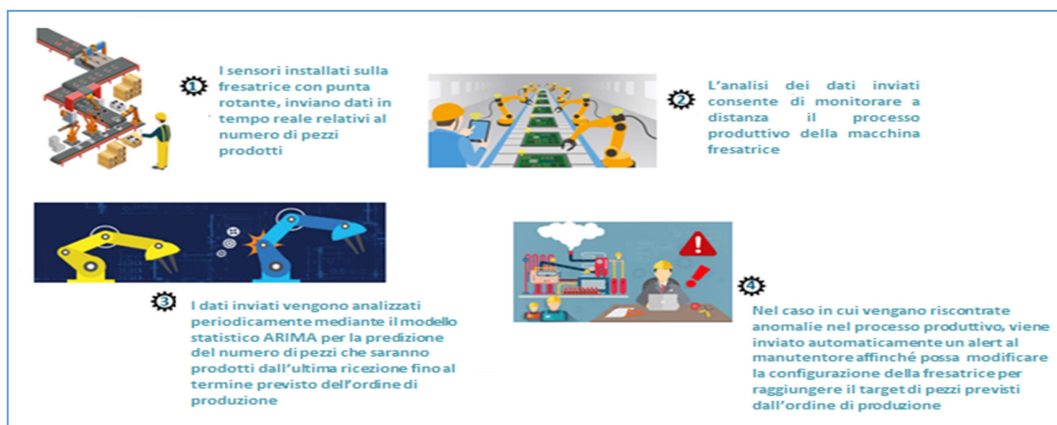 1
I sensori installati sulla
fresatrice con punta
rotante, inviano dati in
tempo reale relativi al
numero di pezzi
prodotti
2
L'analisi dei dati inviati
consente di monitorare a
distanza il processo
produttivo della macchina
fresatrice
3
I dati inviati vengono analizzati
periodicamente mediante il modello
statistico ARIMA per la predizione
del numero di pezzi che saranno
prodotti dall'ultima ricezione fino al
termine previsto dell'ordine di
produzione
4
Nel caso in cui vengano riscontrate
anomalie nel processo produttivo, viene
inviato automaticamente un alert al
manutentore affinché possa modificare
la configurazione della fresatrice per
raggiungere il target di pezzi previsti
dall'ordine di produzione